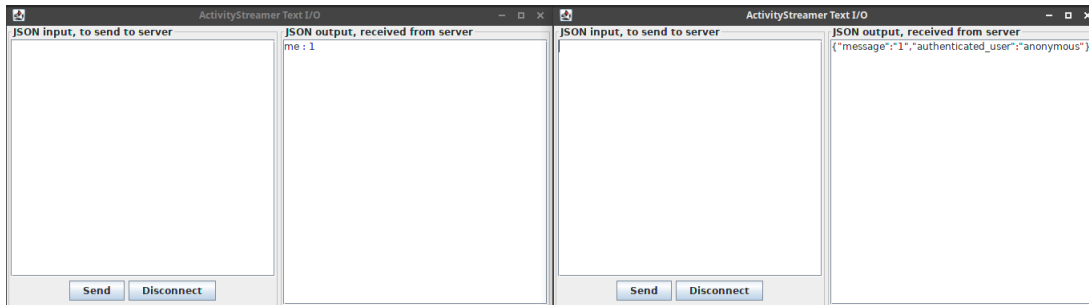 ActivityStreamer Text I/O
JSON input, to send to server
JSON output, received from server
me : 1
Send
Disconnect
ActivityStreamer Text I/O
JSON input, to send to server
JSON output, received from server
{"message":"1","authenticated_user":"anonymous"}
Send
Disconnect